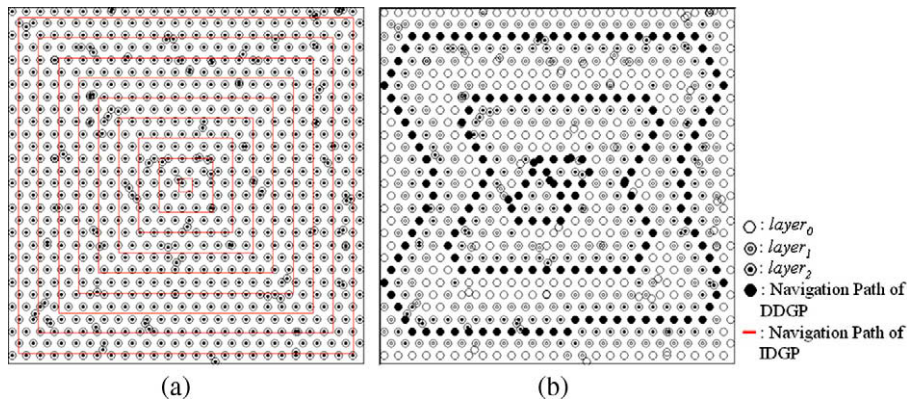 ○ : layer₀
◎ : layer₁
◉ : layer₂
● : Navigation Path of
DDGP
— : Navigation Path of
IDGP
(a)
(b)